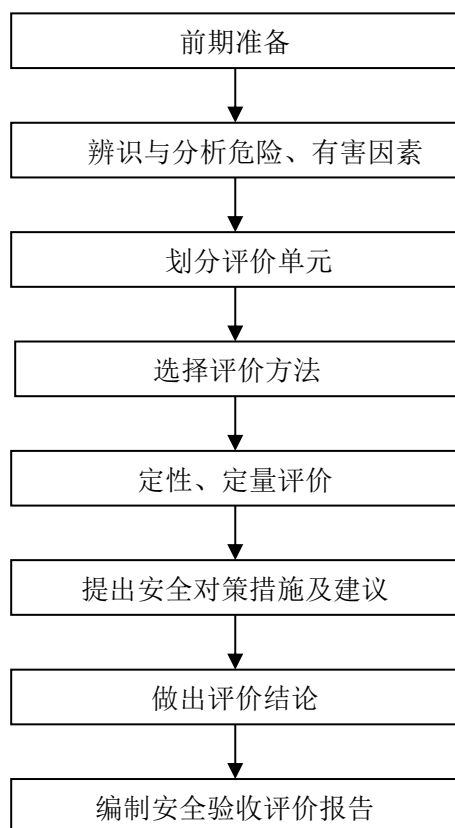 前期准备
辨识与分析危险、有害因素
划分评价单元
选择评价方法
定性、定量评价
提出安全对策措施及建议
做出评价结论
编制安全验收评价报告